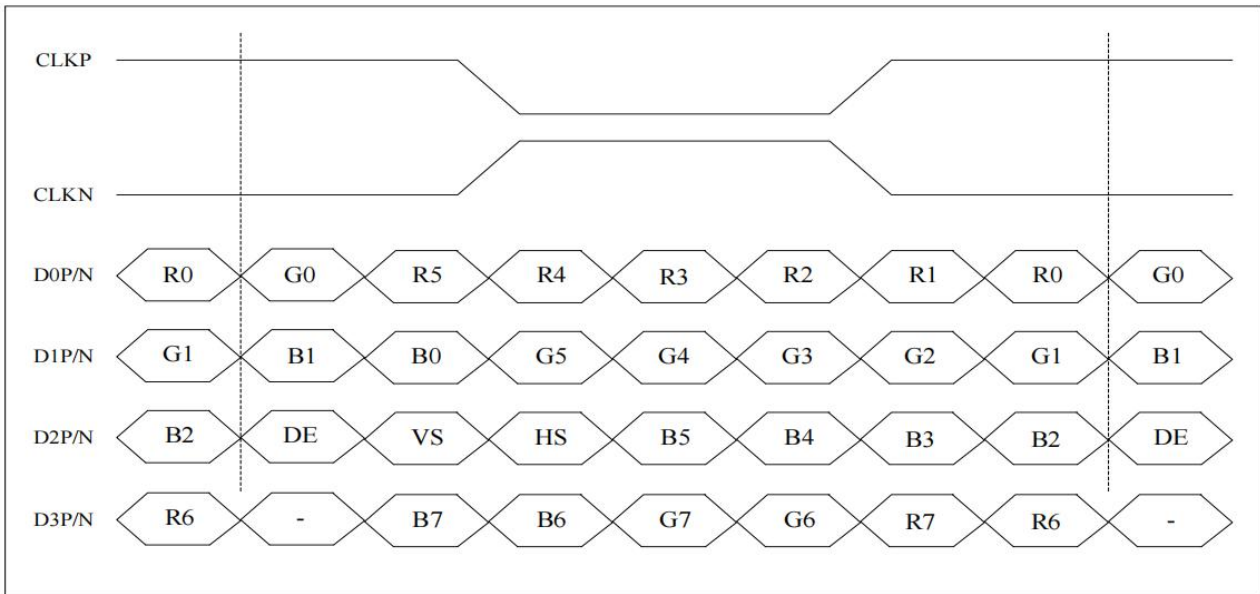 CLKP
CLKN
D0P/N R0 G0 R5 R4 R3 R2 R1 R0 G0
D1P/N G1 B1 B0 G5 G4 G3 G2 G1 B1
D2P/N B2 DE VS HS B5 B4 B3 B2 DE
D3P/N R6 - B7 B6 G7 G6 R7 R6 -